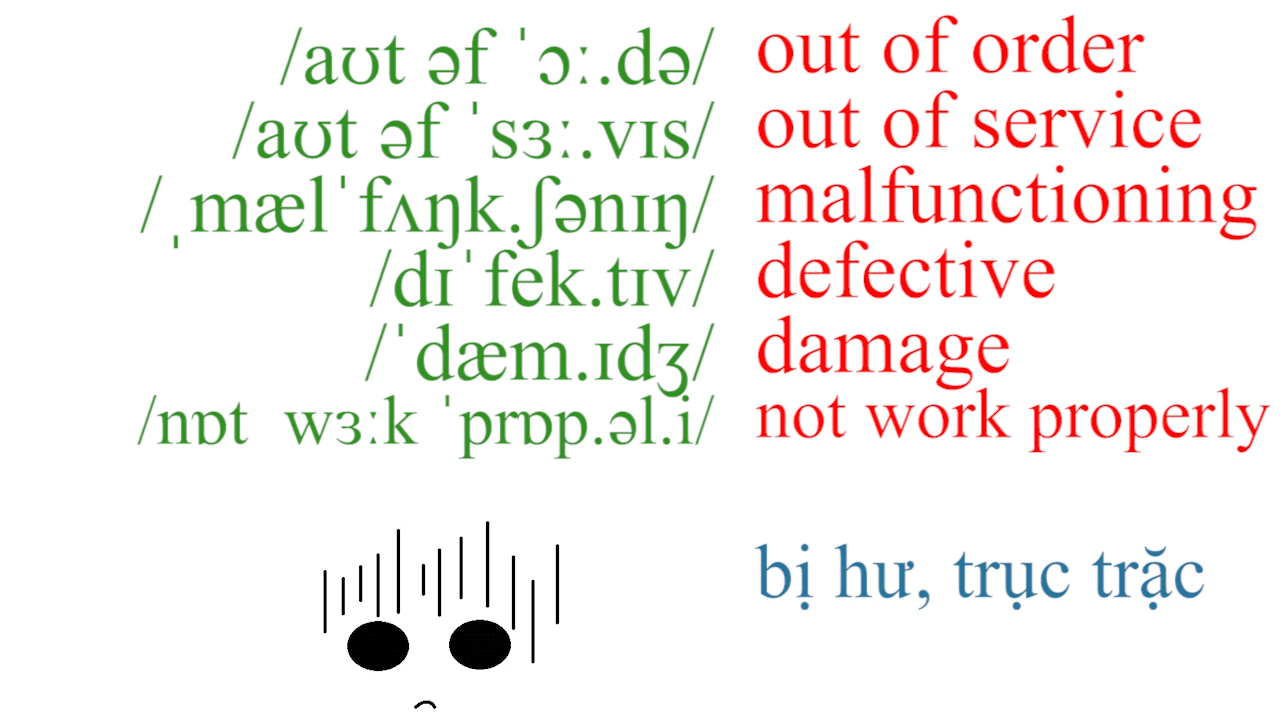 /aʊt əf ˈɔː.də/ out of order
/aʊt əf ˈsɜː.vɪs/ out of service
/ˌmælˈfʌŋk.ʃənɪŋ/ malfunctioning
/dɪˈfek.tɪv/ defective
/ˈdæm.ɪdʒ/ damage
/nɒt wɜːk ˈprɒp.əl.i/ not work properly
bị hư, trục trặc